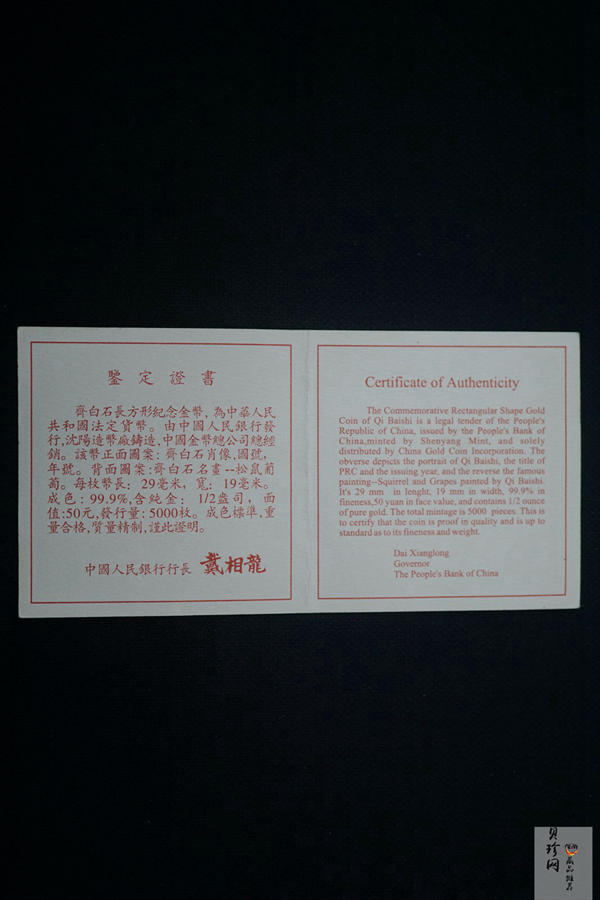 鑒定證書
齊白石長方形紀念金幣,為中華人民
共和國法定貨幣。由中國人民銀行發
行,沈陽造幣廠鑄造,中國金幣總公司總經
銷。該幣正面圖案:齊白石肖像,國號,
年號。背面圖案:齊白石名畫--松鼠葡
萄。每枚幣長:29毫米,寬:19毫米。
成色:99.9%,含純金:1/2盎司,面
值:50元,發行量:5000枚。成色標準,重
量合格,質量精制,謹此證明。
中國人民銀行行長 戴相龍
Certificate of Authenticity
The Commemorative Rectangular Shape Gold
Coin of Qi Baishi is a legal tender of the People's
Republic of China, issued by the People's Bank of
China,minted by Shenyang Mint, and solely
distributed by China Gold Coin Incorporation. The
obverse depicts the portrait of Qi Baishi, the title of
PRC and the issuing year, and the reverse the famous
painting--Squirrel and Grapes painted by Qi Baishi.
It's 29 mm in lenght, 19 mm in width, 99.9% in
fineness,50 yuan in face value, and contains 1/2 ounce
of pure gold. The total mintage is 5000 pieces. This is
to certify that the coin is proof in quality and is up to
standard as to its fineness and weight.
Dai Xianglong
Governor
The People's Bank of China
貝珍网